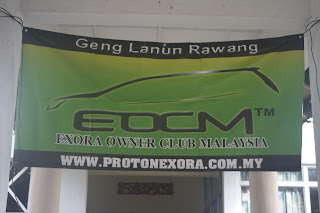 Geng Lanun Rawang
EOCM™
EXORA OWNER CLUB MALAYSIA
WWW.PROTONEXORA.COM.MY